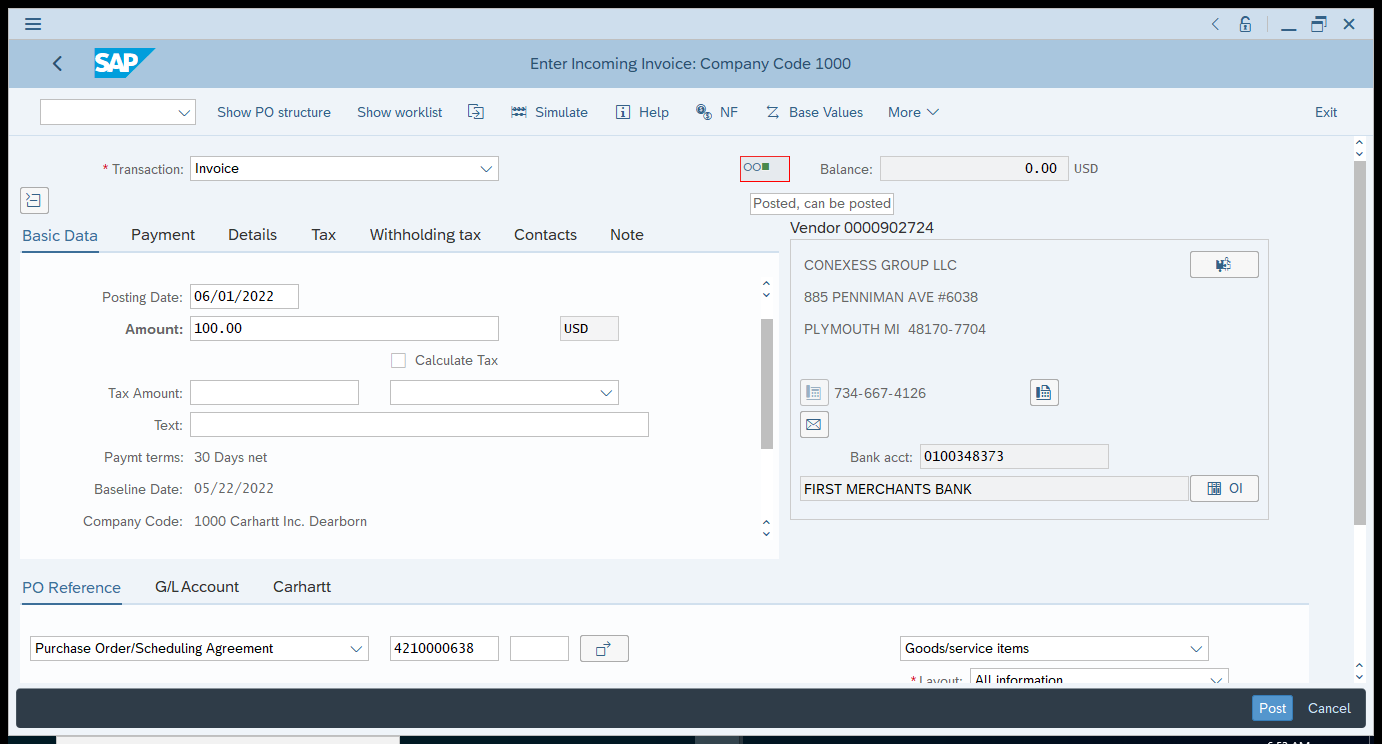 SAP
Enter Incoming Invoice: Company Code 1000
Show PO structure Show worklist Simulate Help NF Base Values More Exit
* Transaction: Invoice Balance: 0.00 USD
Posted, can be posted
Basic Data Payment Details Tax Withholding tax Contacts Note
Vendor 0000902724
CONEXESS GROUP LLC
885 PENNIMAN AVE #6038
PLYMOUTH MI 48170-7704
734-667-4126
Bank acct: 0100348373
FIRST MERCHANTS BANK OI
Posting Date: 06/01/2022
Amount: 100.00 USD
Calculate Tax
Tax Amount:
Text:
Paymt terms: 30 Days net
Baseline Date: 05/22/2022
Company Code: 1000 Carhartt Inc. Dearborn
PO Reference G/L Account Carhartt
Purchase Order/Scheduling Agreement 4210000638 Goods/service items
* Layout: All information
Post Cancel